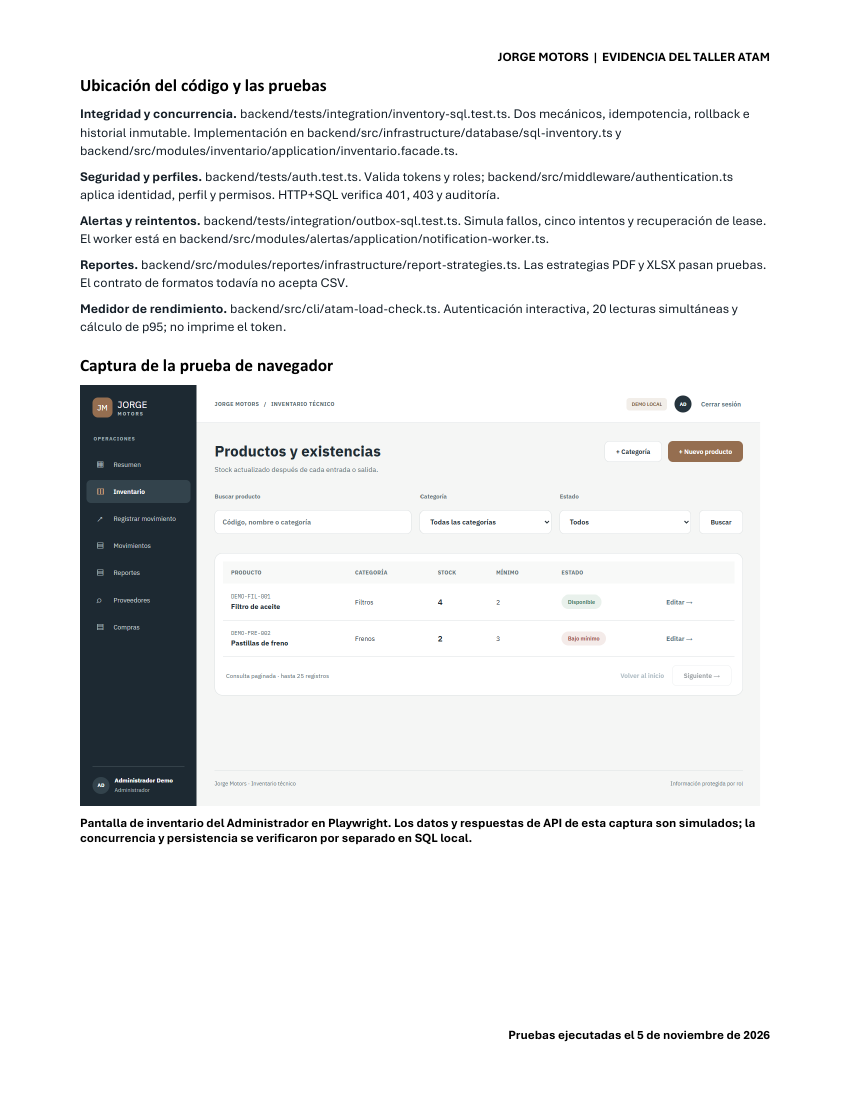 JORGE MOTORS | EVIDENCIA DEL TALLER ATAM
Ubicación del código y las pruebas
Integridad y concurrencia. backend/tests/integration/inventory-sql.test.ts. Dos mecánicos, idempotencia, rollback e
historial inmutable. Implementación en backend/src/infrastructure/database/sql-inventory.ts y
backend/src/modules/inventario/application/inventario.facade.ts.
Seguridad y perfiles. backend/tests/auth.test.ts. Valida tokens y roles; backend/src/middleware/authentication.ts
aplica identidad, perfil y permisos. HTTP+SQL verifica 401, 403 y auditoría.
Alertas y reintentos. backend/tests/integration/outbox-sql.test.ts. Simula fallos, cinco intentos y recuperación de lease.
El worker está en backend/src/modules/alertas/application/notification-worker.ts.
Reportes. backend/src/modules/reportes/infrastructure/report-strategies.ts. Las estrategias PDF y XLSX pasan pruebas.
El contrato de formatos todavía no acepta CSV.
Medidor de rendimiento. backend/src/cli/atam-load-check.ts. Autenticación interactiva, 20 lecturas simultáneas y
cálculo de p95; no imprime el token.
Captura de la prueba de navegador
JM JORGE
MOTORS
JORGE MOTORS / INVENTARIO TÉCNICO
DEMO LOCAL AD Cerrar sesión
OPERACIONES
Resumen
Inventario
Registrar movimiento
Movimientos
Reportes
Proveedores
Compras
AD Administrador Demo
Administrador
Productos y existencias
Stock actualizado después de cada entrada o salida.
+ Categoría + Nuevo producto
Buscar producto Categoría Estado
Código, nombre o categoría Todas las categorías Todos Buscar
PRODUCTO CATEGORÍA STOCK MÍNIMO ESTADO
DEMO-FIL-001
Filtro de aceite Filtros 4 2 Disponible Editar →
DEMO-FRE-002
Pastillas de freno Frenos 2 3 Bajo mínimo Editar →
Consulta paginada · hasta 25 registros Volver al inicio Siguiente →
Jorge Motors · Inventario técnico Información protegida por rol
Pantalla de inventario del Administrador en Playwright. Los datos y respuestas de API de esta captura son simulados; la
concurrencia y persistencia se verificaron por separado en SQL local.
Pruebas ejecutadas el 5 de noviembre de 2026